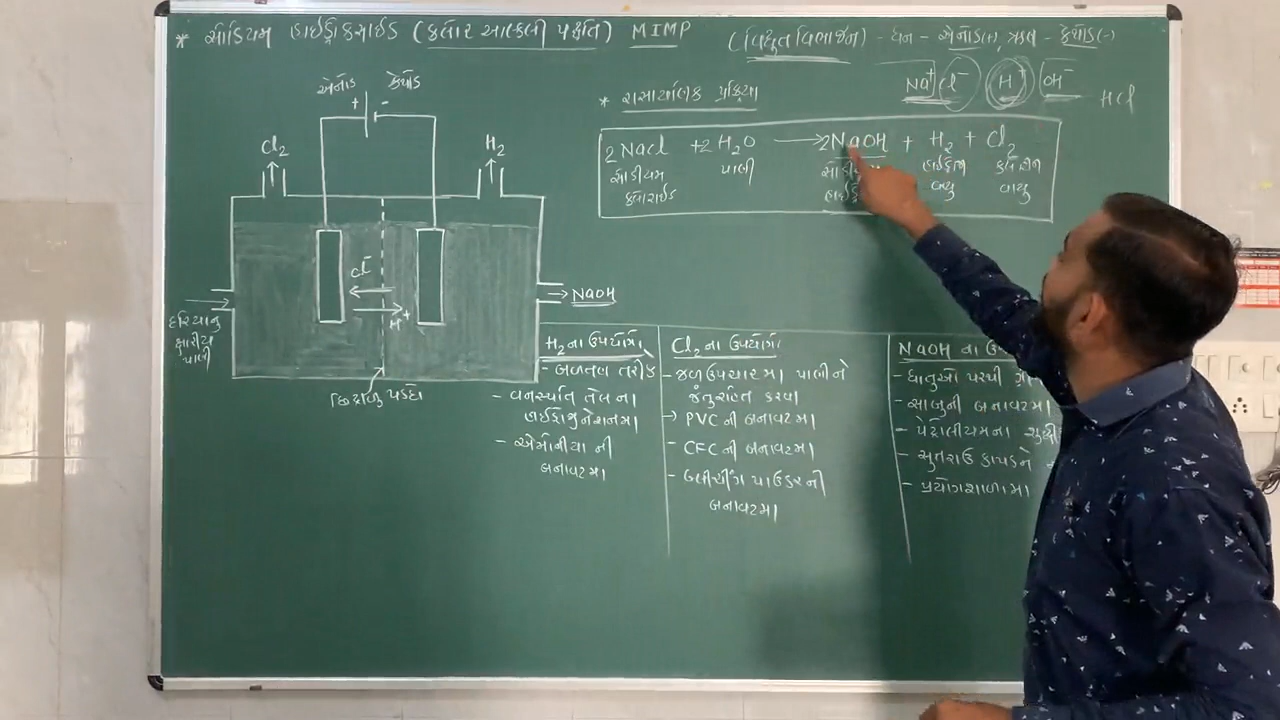 * સોડિયમ હાઈડ્રોક્સાઈડ (ક્લોર આલ્કલી પદ્ધતિ) MIMP
(વિદ્યુત વિભાજન) - ધન - એનોડ(+), ઋણ - કેથોડ(-)
Na⁺ Cl⁻ H⁺ OH⁻
HCl
* રાસાયણિક પ્રક્રિયા
2NaCl + 2H₂O → 2NaOH + H₂ + Cl₂
સોડીયમ પાણી હાઈડ્રોજન ક્લોરીન
ક્લોરાઈડ વાયુ વાયુ
એનોડ કેથોડ
+ -
Cl₂ H₂
Cl⁻
H⁺
→ NaOH
દરિયાનુ
ક્ષારીય
પાણી
છિદ્રાળુ પડદો
H₂ના ઉપયોગ
- બળતણ તરીકે
- વનસ્પતિ તેલના
હાઈડ્રોજીનેશનમાં
- એમોનીયા ની
બનાવટમાં
Cl₂ના ઉપયોગ
- જળઉપચારમાં પાણીને
જંતુરહિત કરવા
→ PVC ની બનાવટમાં
- CFC ની બનાવટમાં
- બ્લીચીંગ પાઉડરની
બનાવટમાં
NaOH ના
- ધાતુઓ પરથી
- સાબુની બનાવટમાં
- પેટ્રોલીયમના
- સુતરાઉ કાપડને
- પ્રયોગશાળામાં